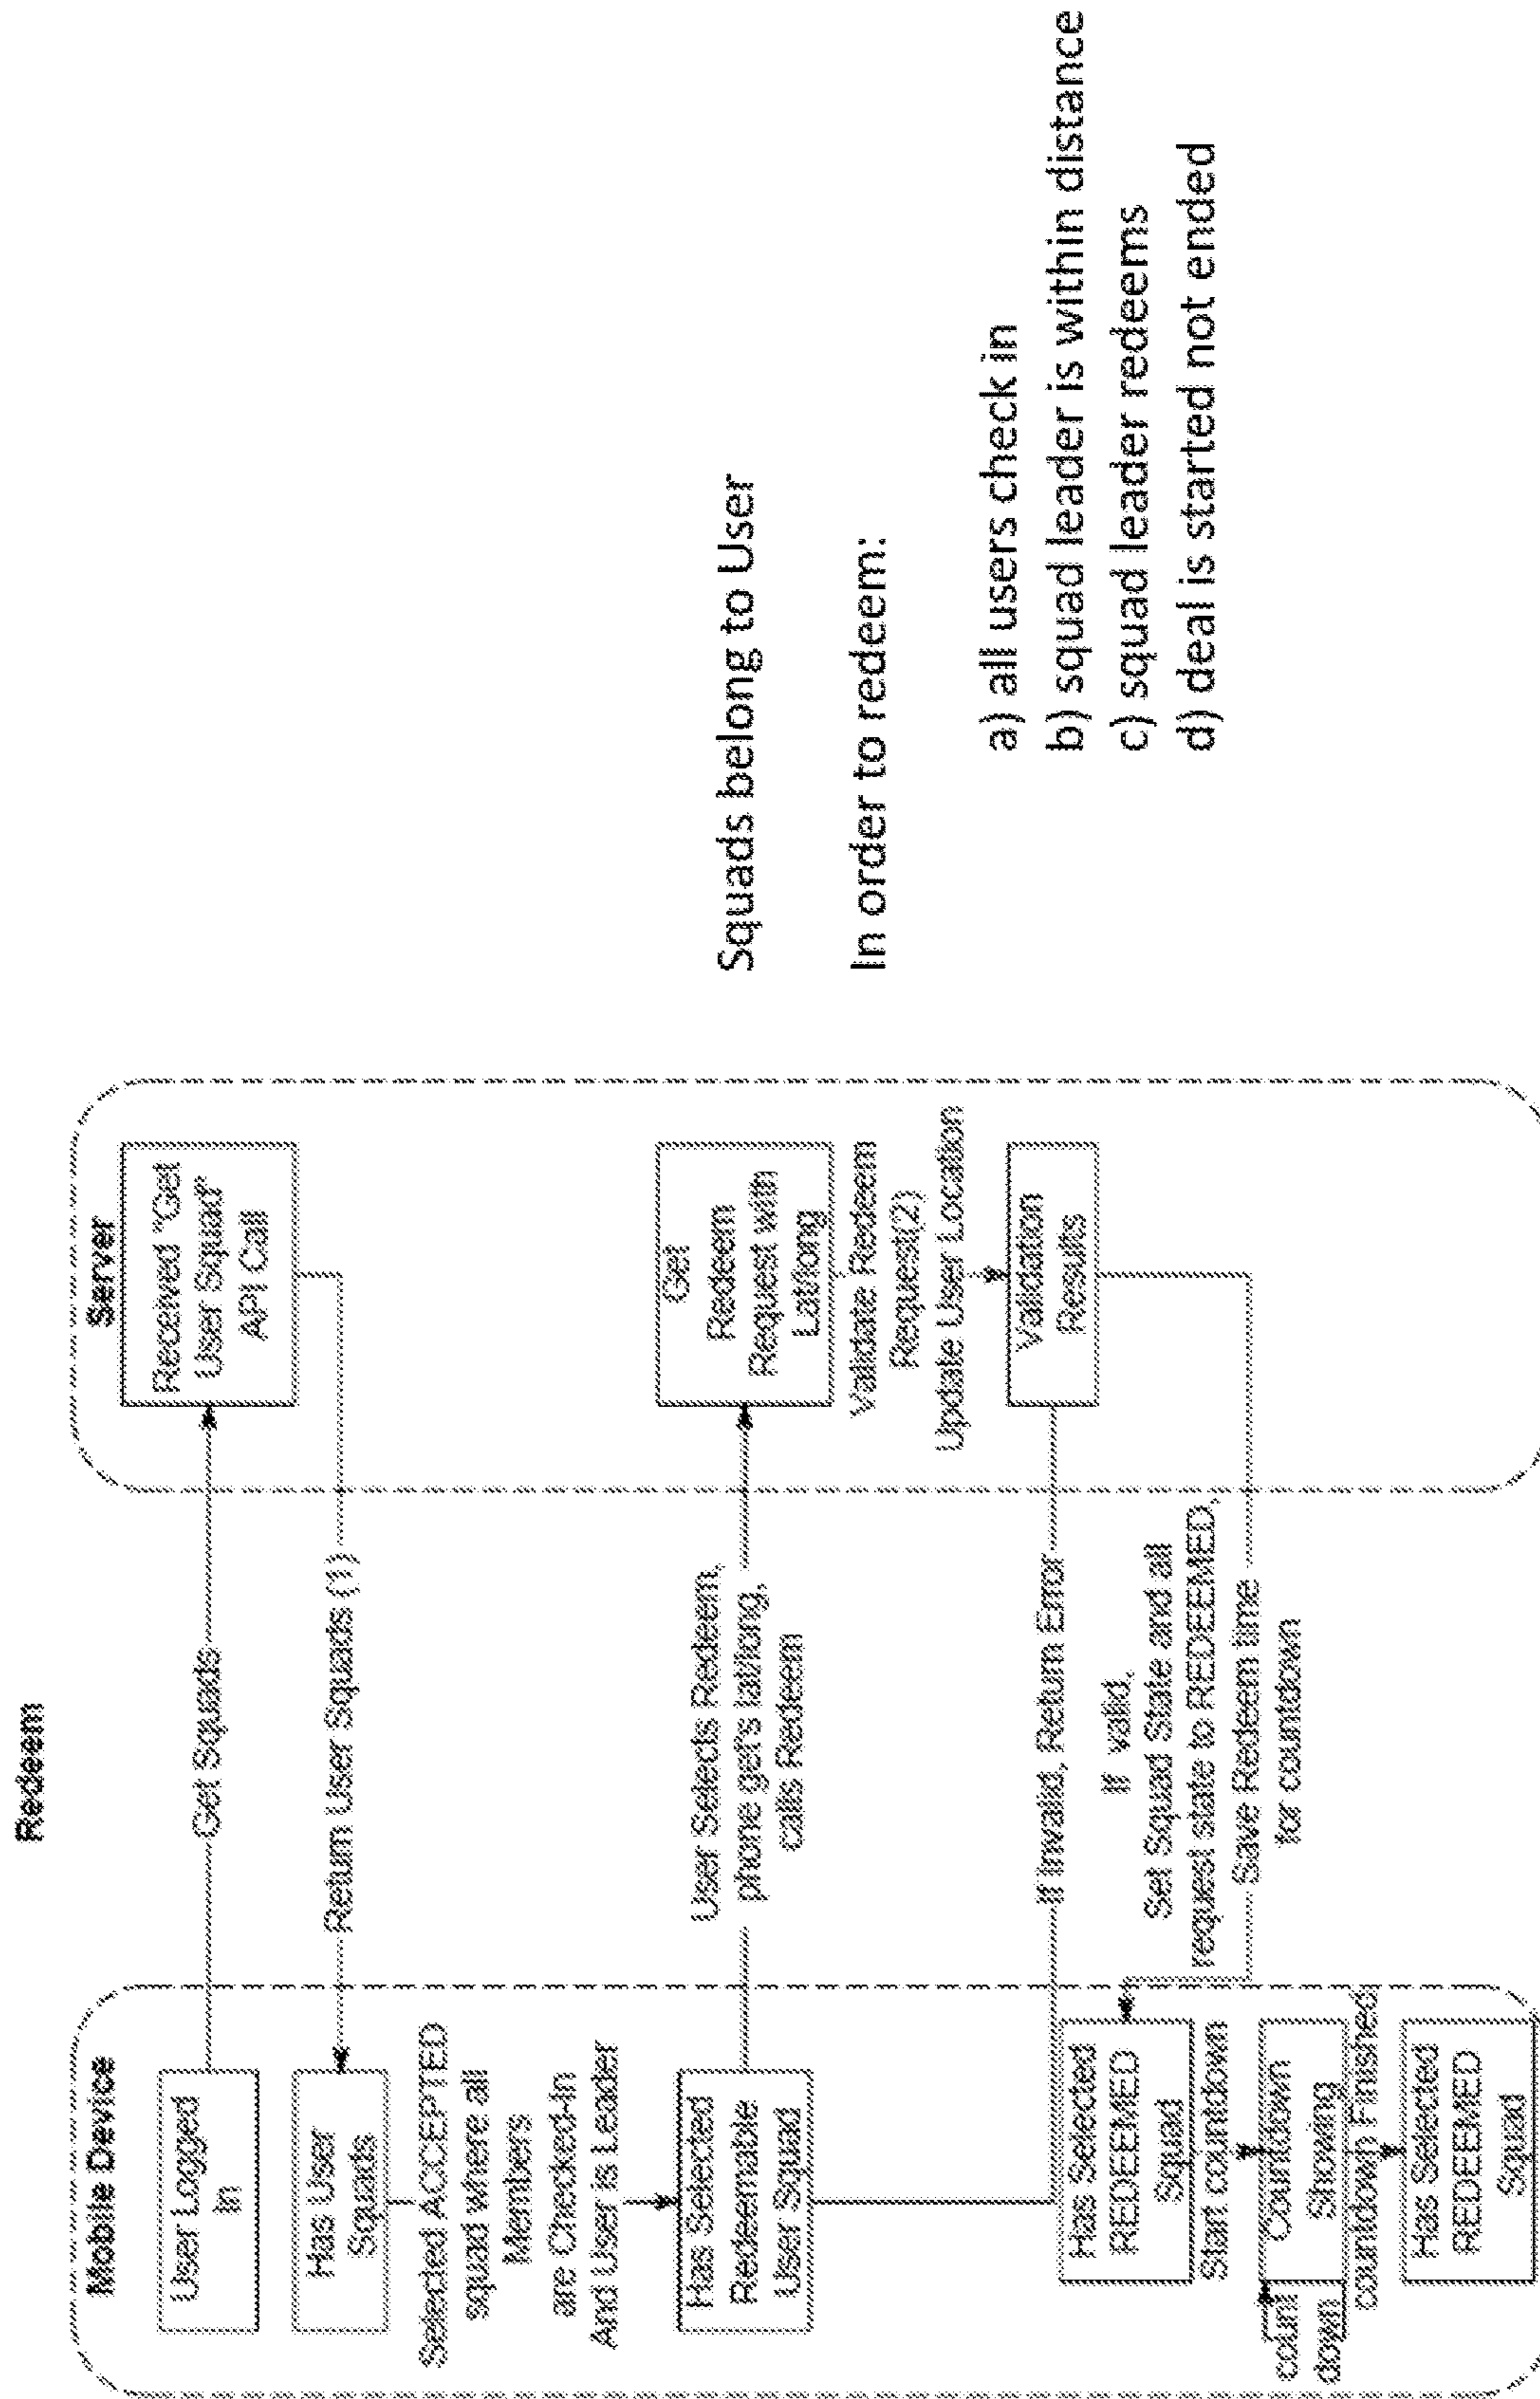 Redeem
Mobile Device
User Logged
In
Get Squads
Server
Received "Get
User Squad"
API Call
Return User Squads (1)
Has User
Squads
Selected ACCEPTED
squad where all
Members
are Checked-In
And User is Leader
Has Selected
Redeemable
User Squad
User Selects Redeem,
phone get's lat/long,
calls Redeem
Get
Redeem
Request with
Lat/long
Validate Redeem
Request(2)
Update User Location
Validation
Results
If Invalid, Return Error
If valid,
Set Squad State and all
request state to REDEEMED,
Save Redeem time
for countdown
Has Selected
REDEEMED
Squad
Start countdown
Countdown
Showing
count
down
countdown Finished
Has Selected
REDEEMED
Squad
Squads belong to User
In order to redeem:
a) all users check in
b) squad leader is within distance
c) squad leader redeems
d) deal is started not ended